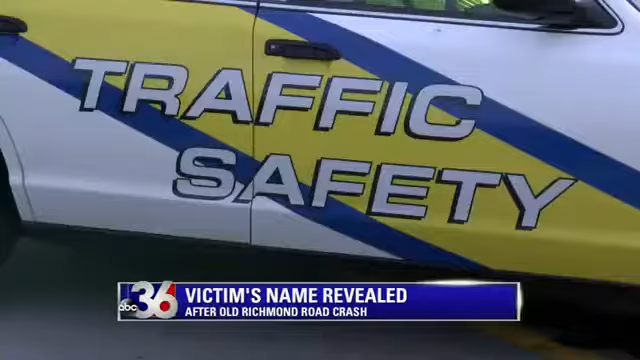 TRAFFIC
SAFETY
abc 36
VICTIM'S NAME REVEALED
AFTER OLD RICHMOND ROAD CRASH